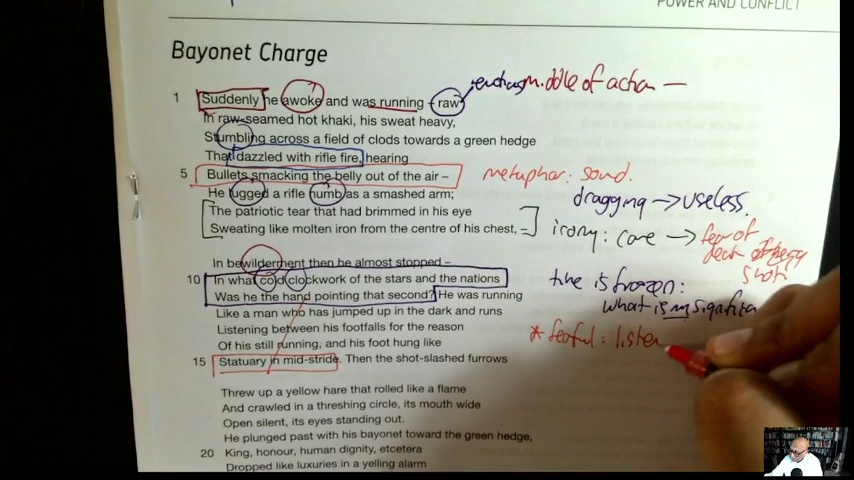 POWER AND CONFLICT
Bayonet Charge
middle of action —
1 Suddenly he awoke and was running – raw
In raw-seamed hot khaki, his sweat heavy,
Stumbling across a field of clods towards a green hedge
That dazzled with rifle fire, hearing
5 Bullets smacking the belly out of the air –
metaphor: sound.
He lugged a rifle numb as a smashed arm;
dragging → useless.
The patriotic tear that had brimmed in his eye
Sweating like molten iron from the centre of his chest, –
irony: core → fear of
death
shot
In bewilderment then he almost stopped –
10 In what cold clockwork of the stars and the nations
time is frozen:
Was he the hand pointing that second? He was running
what is my
Like a man who has jumped up in the dark and runs
Listening between his footfalls for the reason
* fearful: listen
Of his still running, and his foot hung like
15 Statuary in mid-stride. Then the shot-slashed furrows
Threw up a yellow hare that rolled like a flame
And crawled in a threshing circle, its mouth wide
Open silent, its eyes standing out.
He plunged past with his bayonet toward the green hedge,
20 King, honour, human dignity, etcetera
Dropped like luxuries in a yelling alarm